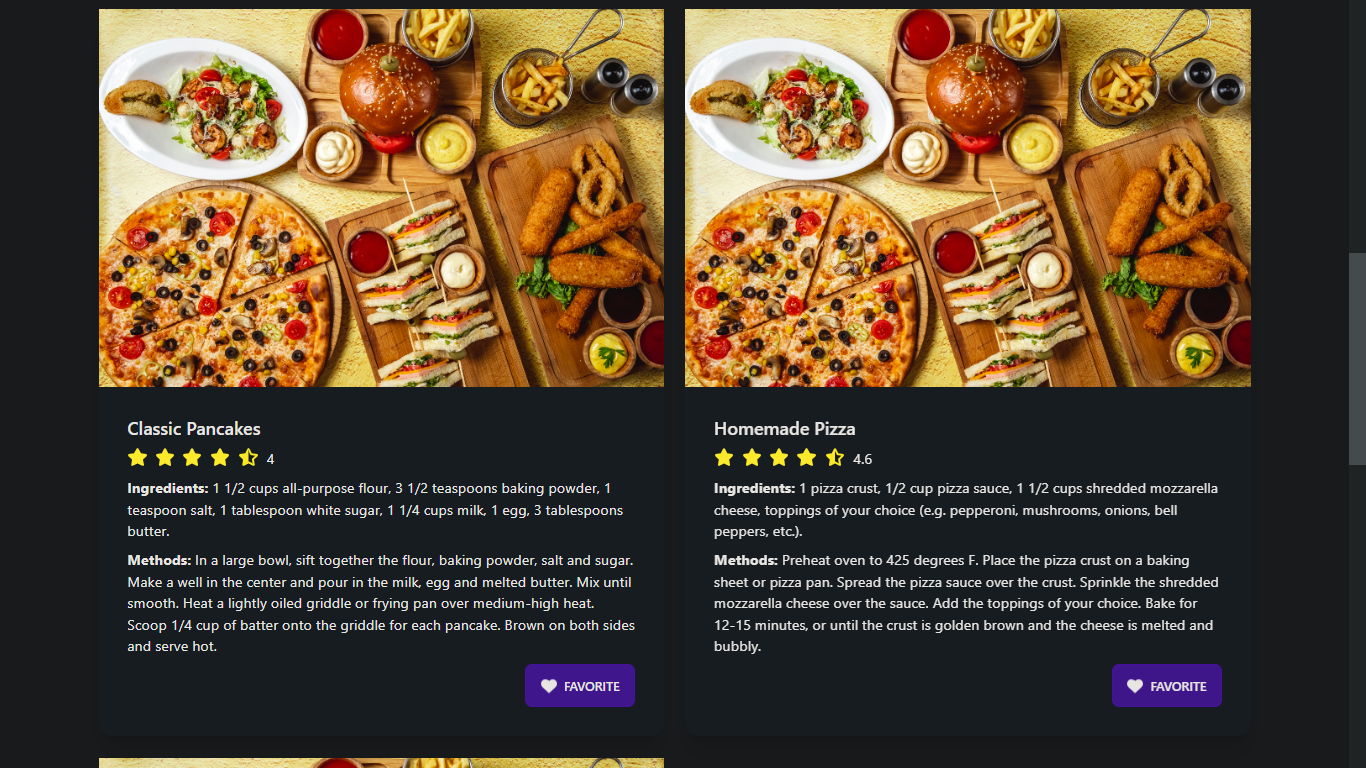 Classic Pancakes
4
Ingredients: 1 1/2 cups all-purpose flour, 3 1/2 teaspoons baking powder, 1
teaspoon salt, 1 tablespoon white sugar, 1 1/4 cups milk, 1 egg, 3 tablespoons
butter.
Methods: In a large bowl, sift together the flour, baking powder, salt and sugar.
Make a well in the center and pour in the milk, egg and melted butter. Mix until
smooth. Heat a lightly oiled griddle or frying pan over medium-high heat.
Scoop 1/4 cup of batter onto the griddle for each pancake. Brown on both sides
and serve hot.
FAVORITE
Homemade Pizza
4.6
Ingredients: 1 pizza crust, 1/2 cup pizza sauce, 1 1/2 cups shredded mozzarella
cheese, toppings of your choice (e.g. pepperoni, mushrooms, onions, bell
peppers, etc.).
Methods: Preheat oven to 425 degrees F. Place the pizza crust on a baking
sheet or pizza pan. Spread the pizza sauce over the crust. Sprinkle the shredded
mozzarella cheese over the sauce. Add the toppings of your choice. Bake for
12-15 minutes, or until the crust is golden brown and the cheese is melted and
bubbly.
FAVORITE